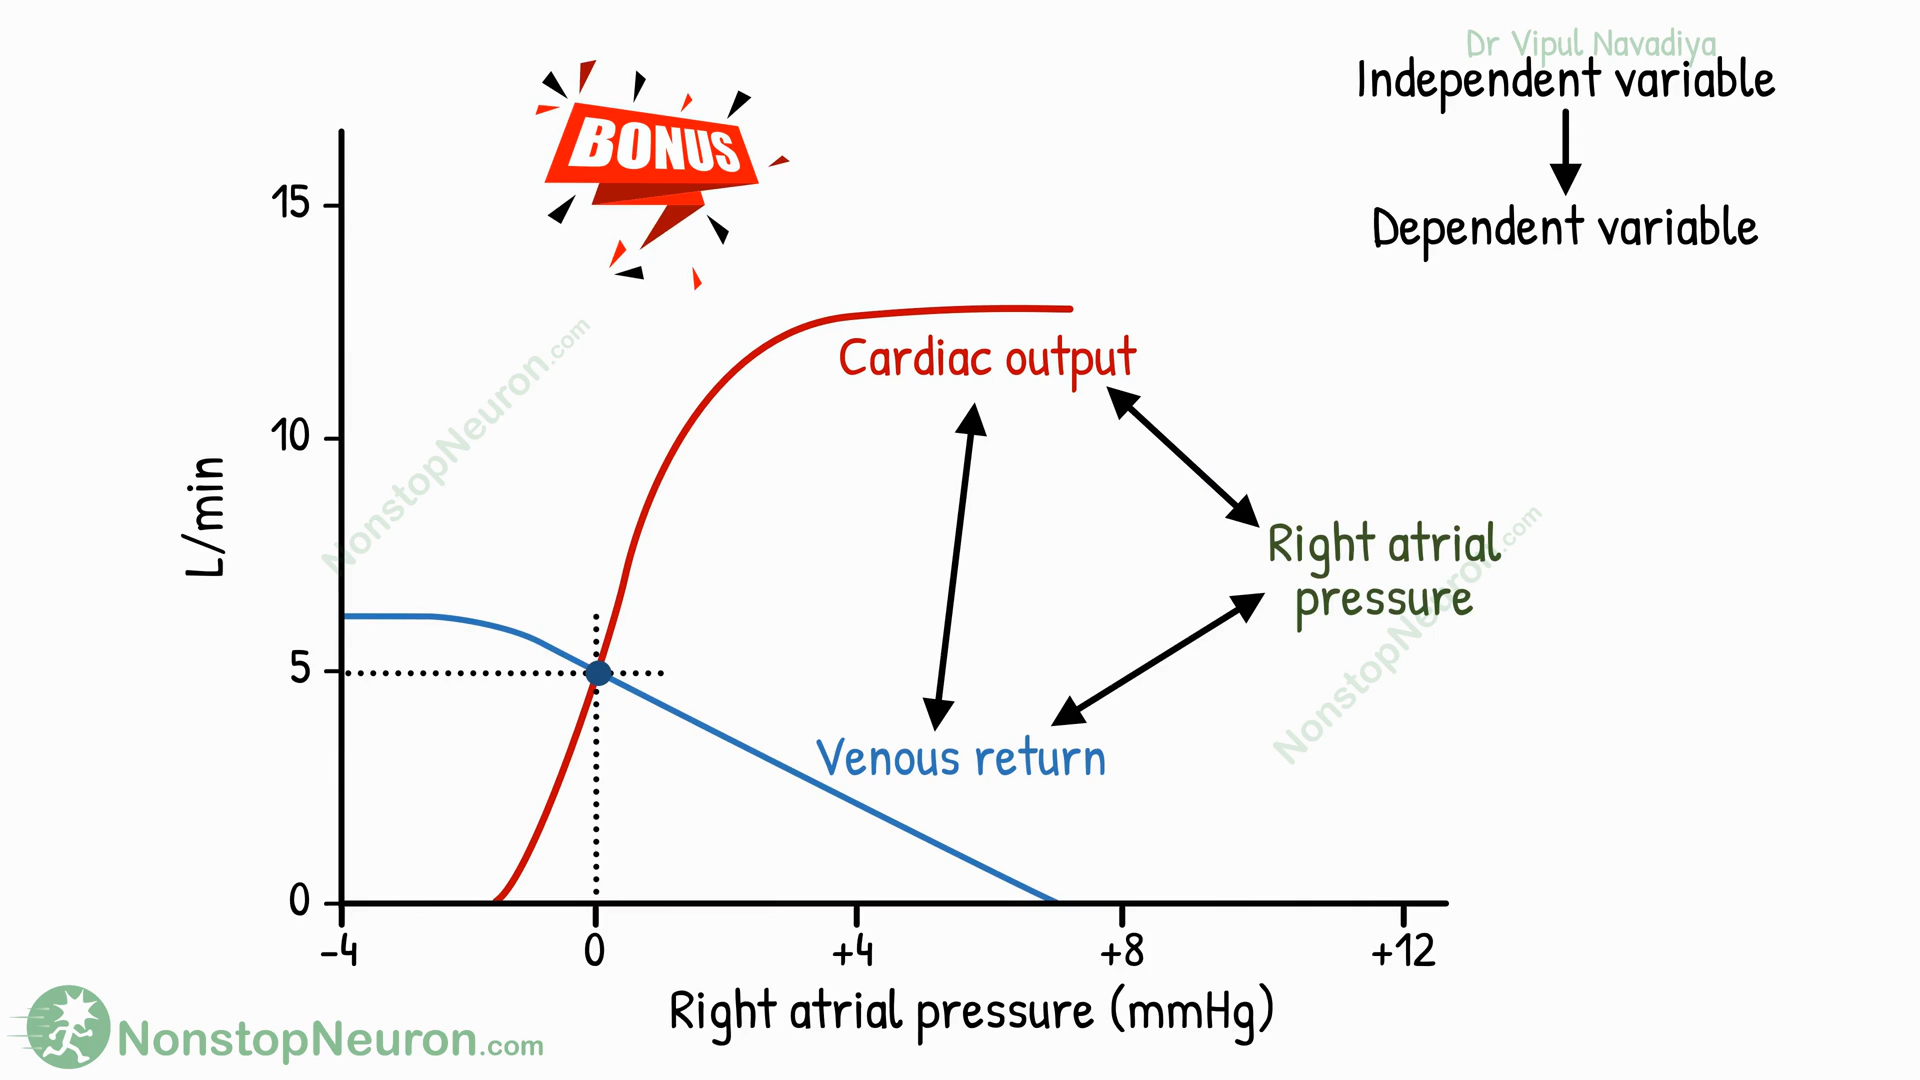 Dr Vipul Navadiya
Independent variable
Dependent variable
BONUS
15
10
5
0
L/min
Cardiac output
Right atrial
pressure
Venous return
-4
0
+4
+8
+12
Right atrial pressure (mmHg)
NonstopNeuron.com
NonstopNeuron.com
NonstopNeuron.com